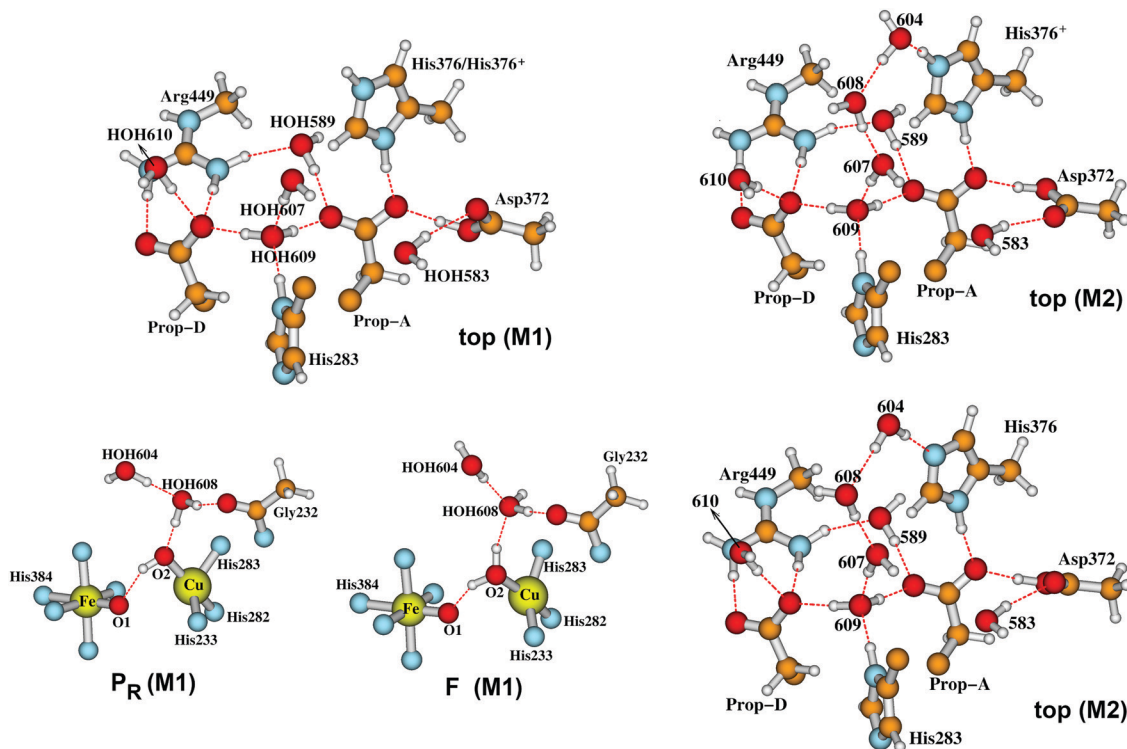 Arg449
His376/His376⁺
HOH610
HOH589
HOH607
HOH609
Asp372
HOH583
Prop–D
Prop–A
His283
top (M1)
604
His376⁺
Arg449
608
589
607
610
609
Asp372
583
Prop–D
Prop–A
His283
top (M2)
HOH604
HOH608
Gly232
His283
His384
O2
Cu
Fe
O1
His282
His233
P_R (M1)
HOH604
Gly232
HOH608
His283
His384
O2
Cu
Fe
O1
His282
His233
F (M1)
604
His376
Arg449
608
610
589
607
Asp372
609
583
Prop–D
Prop–A
His283
top (M2)